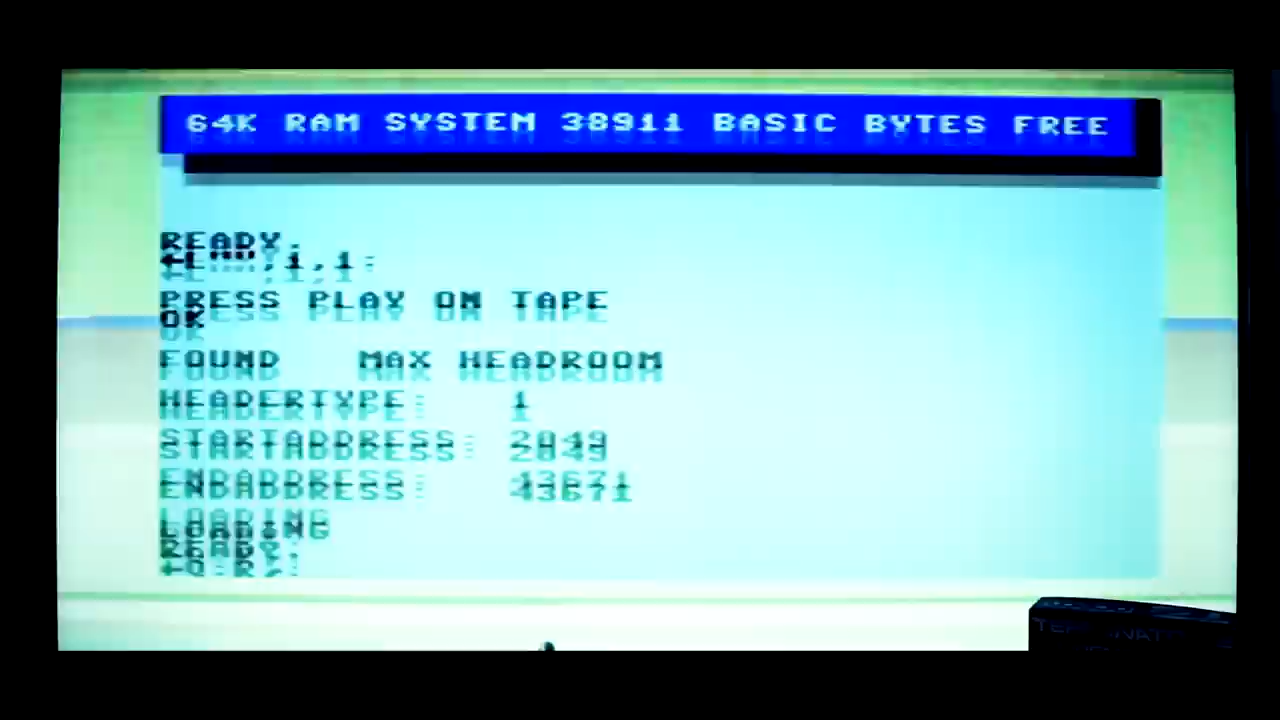 64K RAM SYSTEM 38911 BASIC BYTES FREE
READY.
PRESS PLAY ON TAPE
OK
FOUND MAX HEADROOM
HEADERTYPE: 1
STARTADDRESS: 2049
ENDADDRESS: 43671
LOADING
READY.